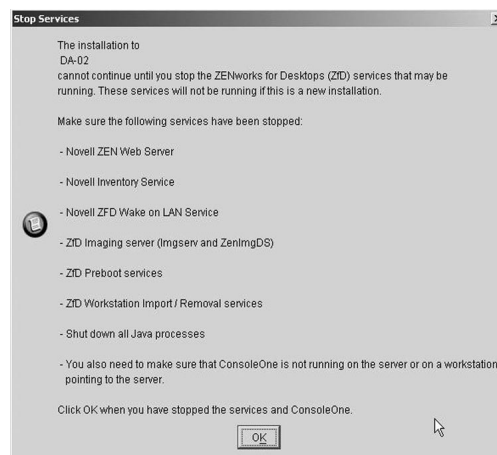 Stop Services
The installation to
DA-02
cannot continue until you stop the ZENworks for Desktops (ZfD) services that may be
running. These services will not be running if this is a new installation.
Make sure the following services have been stopped:
- Novell ZEN Web Server
- Novell Inventory Service
- Novell ZFD Wake on LAN Service
- ZfD Imaging server (Imgserv and ZenImgDS)
- ZfD Preboot services
- ZfD Workstation Import / Removal services
- Shut down all Java processes
- You also need to make sure that ConsoleOne is not running on the server or on a workstation
pointing to the server.
Click OK when you have stopped the services and ConsoleOne.
OK